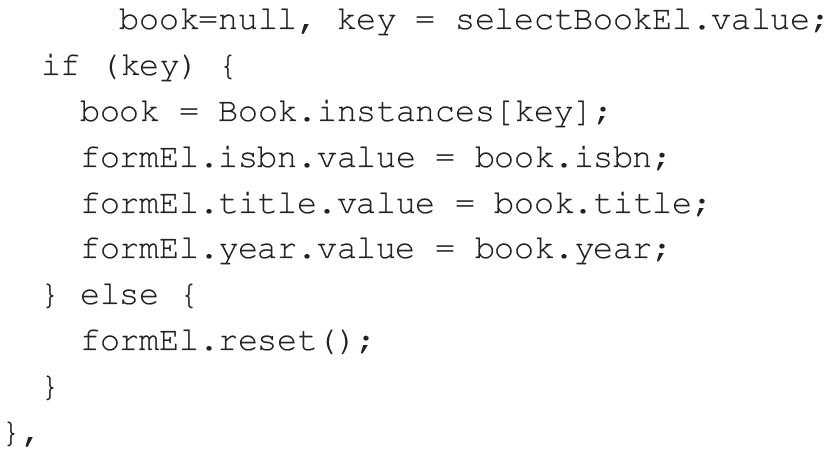 book=null, key = selectBookEl.value;
  if (key) {
    book = Book.instances[key];
    formEl.isbn.value = book.isbn;
    formEl.title.value = book.title;
    formEl.year.value = book.year;
  } else {
    formEl.reset();
  }
},